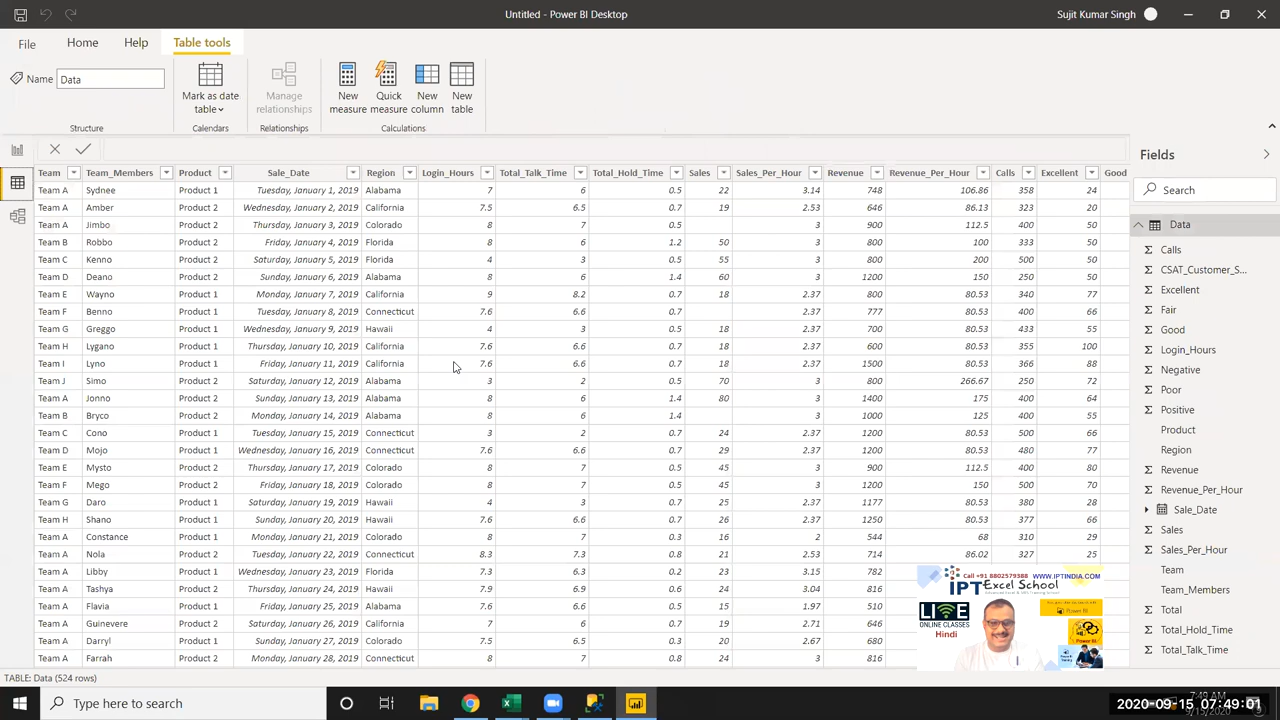 Untitled - Power BI Desktop
Sujit Kumar Singh
File Home Help Table tools
Name Data
Mark as date table
Manage relationships
New measure
Quick measure
New column
New table
Structure Calendars Relationships Calculations
Fields
Search
Team Team_Members Product Sale_Date Region Login_Hours Total_Talk_Time Total_Hold_Time Sales Sales_Per_Hour Revenue Revenue_Per_Hour Calls Excellent Good
Team A Sydnee Product 1 Tuesday, January 1, 2019 Alabama 7 6 0.5 22 3.14 748 106.86 358 24
Team A Amber Product 2 Wednesday, January 2, 2019 California 7.5 6.5 0.7 19 2.53 646 86.13 323 20
Team A Jimbo Product 2 Thursday, January 3, 2019 Colorado 8 7 0.5 3 900 112.5 400 50
Team B Robbo Product 2 Friday, January 4, 2019 Florida 8 6 1.2 50 3 800 100 333 50
Team C Kenno Product 2 Saturday, January 5, 2019 Florida 4 3 0.5 55 3 800 200 500 50
Team D Deano Product 2 Sunday, January 6, 2019 Alabama 8 6 1.4 60 3 1200 150 250 50
Team E Wayno Product 1 Monday, January 7, 2019 California 9 8.2 0.7 18 2.37 800 80.53 340 77
Team F Benno Product 1 Tuesday, January 8, 2019 Connecticut 7.6 6.6 0.7 2.37 777 80.53 400 66
Team G Greggo Product 1 Wednesday, January 9, 2019 Hawaii 4 3 0.5 18 2.37 700 80.53 433 55
Team H Lygano Product 1 Thursday, January 10, 2019 California 7.6 6.6 0.7 18 2.37 600 80.53 355 100
Team I Lyno Product 1 Friday, January 11, 2019 California 7.6 6.6 0.7 18 2.37 1500 80.53 366 88
Team J Simo Product 2 Saturday, January 12, 2019 Alabama 3 2 0.5 70 3 800 266.67 250 72
Team A Jonno Product 2 Sunday, January 13, 2019 Alabama 8 6 1.4 80 3 1400 175 400 64
Team B Bryco Product 2 Monday, January 14, 2019 Alabama 8 6 1.4 3 1000 125 400 55
Team C Cono Product 1 Tuesday, January 15, 2019 Connecticut 3 2 0.7 24 2.37 1200 80.53 500 66
Team D Mojo Product 1 Wednesday, January 16, 2019 Connecticut 7.6 6.6 0.7 29 2.37 1200 80.53 480 77
Team E Mysto Product 2 Thursday, January 17, 2019 Colorado 8 7 0.5 45 3 900 112.5 400 80
Team F Mego Product 2 Friday, January 18, 2019 Colorado 8 7 0.5 45 3 1200 150 500 70
Team G Daro Product 1 Saturday, January 19, 2019 Hawaii 4 3 0.7 25 2.37 1177 80.53 380 28
Team H Shano Product 1 Sunday, January 20, 2019 Hawaii 7.6 6.6 0.7 26 2.37 1250 80.53 377 66
Team A Constance Product 1 Monday, January 21, 2019 Colorado 8 7 0.3 16 2 544 68 310 29
Team A Nola Product 2 Tuesday, January 22, 2019 Connecticut 8.3 7.3 0.8 21 2.53 714 86.02 327 25
Team A Libby Product 1 Wednesday, January 23, 2019 Florida 7.3 6.3 0.2 23 3.15 782
Team A Tashya Product 2 Thursday, January 24, 2019 Hawaii 7.9 6.9 0.6 24 3.04 816
Team A Flavia Product 1 Friday, January 25, 2019 Alabama 7.6 6.6 0.5 15 1.97 510
Team A Guinevere Product 2 Saturday, January 26, 2019 California 7 6 0.7 19 2.71 646
Team A Darryl Product 1 Sunday, January 27, 2019 Colorado 7.5 6.5 0.3 20 2.67 680
Team A Farrah Product 2 Monday, January 28, 2019 Connecticut 8 7 0.8 24 3 816
Data
Calls
CSAT_Customer_S...
Excellent
Fair
Good
Login_Hours
Negative
Poor
Positive
Product
Region
Revenue
Revenue_Per_Hour
Sale_Date
Sales
Sales_Per_Hour
Team
Team_Members
Total
Total_Hold_Time
Total_Talk_Time
Call +91 8802579388 WWW.IPTINDIA.COM
IPT Excel School
LIVE
ONLINE CLASSES
Hindi
Power BI
TABLE: Data (524 rows)
Type here to search
7:49 AM
9/15/2020
2020-09-15 07:49:01